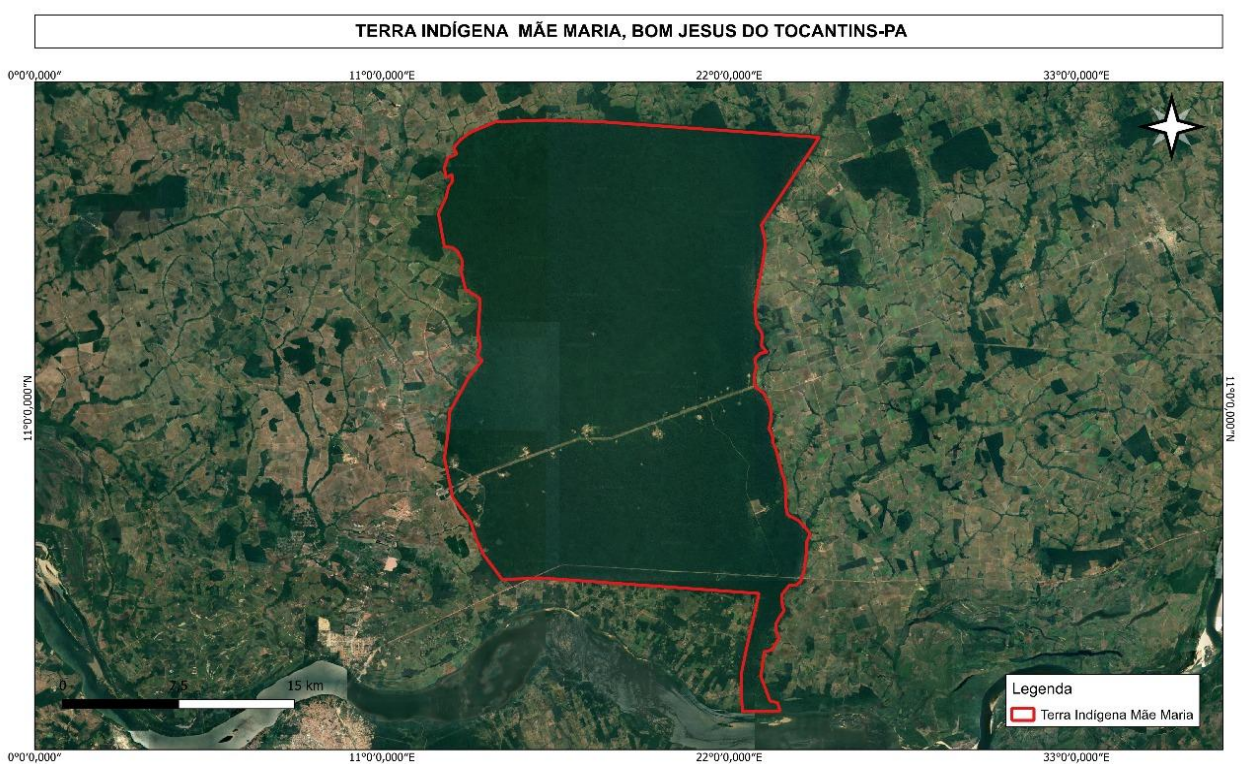 TERRA INDÍGENA MÃE MARIA, BOM JESUS DO TOCANTINS-PA
0°0'0,000" 11°0'0,000"E 22°0'0,000"E 33°0'0,000"E
11°0'0,000"N
11°0'0,000"N
0 7,5 15 km
Legenda
Terra Indígena Mãe Maria
0°0'0,000" 11°0'0,000"E 22°0'0,000"E 33°0'0,000"E